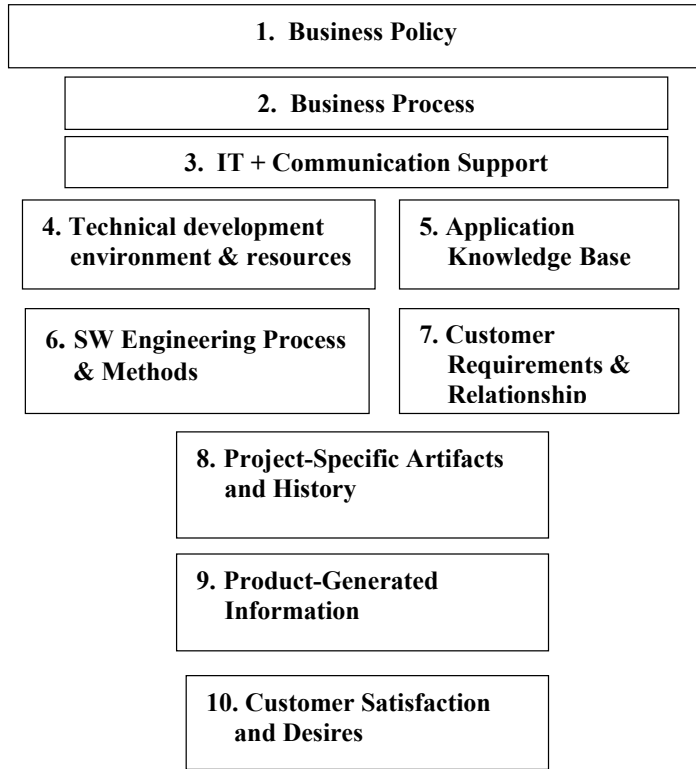 1. Business Policy
2. Business Process
3. IT + Communication Support
4. Technical development
environment & resources
5. Application
Knowledge Base
6. SW Engineering Process
& Methods
7. Customer
Requirements &
Relationship
8. Project-Specific Artifacts
and History
9. Product-Generated
Information
10. Customer Satisfaction
and Desires